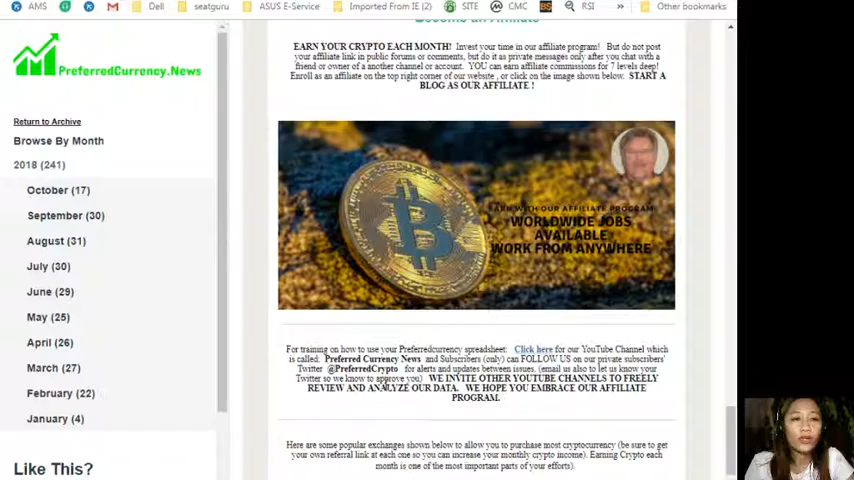 AMS
Dell
seatguru
ASUS E-Service
Imported From IE (2)
SITE
CMC
BS
RSI
»
Other bookmarks
Become an Affiliate
PreferredCurrency.News
Return to Archive
Browse By Month
2018 (241)
October (17)
September (30)
August (31)
July (30)
June (29)
May (25)
April (26)
March (27)
February (22)
January (4)
Like This?
EARN YOUR CRYPTO EACH MONTH! Invest your time in our affiliate program! But do not post
your affiliate link in public forums or comments, but do it as private messages only after you chat with a
friend or owner of another channel or account. YOU can earn affiliate commissions for 7 levels deep!
Enroll as an affiliate on the top right corner of our website , or click on the image shown below. START A
BLOG AS OUR AFFILIATE !
EARN WITH OUR AFFILIATE PROGRAM
WORLDWIDE JOBS
AVAILABLE
WORK FROM ANYWHERE
For training on how to use your Preferredcurrency spreadsheet: Click here for our YouTube Channel which
is called: Preferred Currency News and Subscribers (only) can FOLLOW US on our private subscribers'
Twitter @PreferredCrypto for alerts and updates between issues. (email us also to let us know your
Twitter so we know to approve you) WE INVITE OTHER YOUTUBE CHANNELS TO FREELY
REVIEW AND ANALYZE OUR DATA. WE HOPE YOU EMBRACE OUR AFFILIATE
PROGRAM.
Here are some popular exchanges shown below to allow you to purchase most cryptocurrency (be sure to get
your own referral link at each one so you can increase your monthly crypto income). Earning Crypto each
month is one of the most important parts of your efforts).